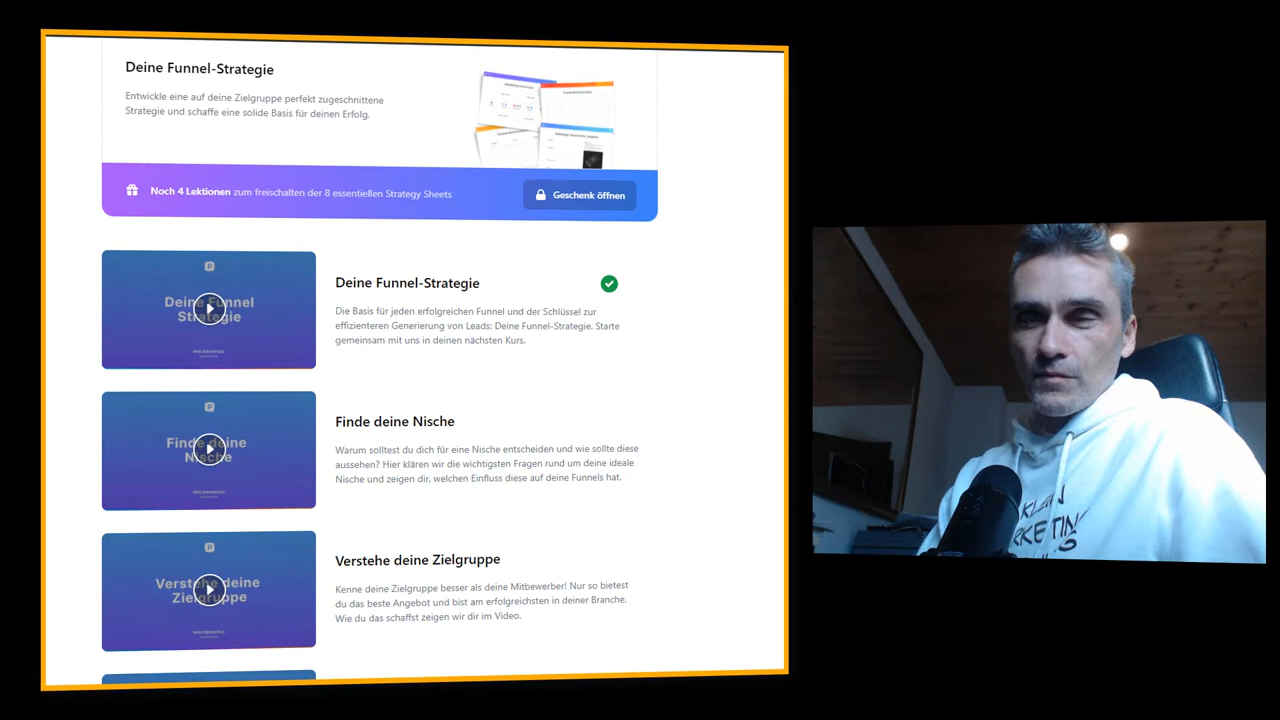 Deine Funnel-Strategie
Entwickle eine auf deine Zielgruppe perfekt zugeschnittene
Strategie und schaffe eine solide Basis für deinen Erfolg.
Noch 4 Lektionen zum freischalten der 8 essentiellen Strategy Sheets
Geschenk öffnen
P
Deine Funnel
Strategie
Deine Funnel-Strategie
Die Basis für jeden erfolgreichen Funnel und der Schlüssel zur
effizienteren Generierung von Leads: Deine Funnel-Strategie. Starte
gemeinsam mit uns in deinen nächsten Kurs.
P
Finde deine
Nische
Finde deine Nische
Warum solltest du dich für eine Nische entscheiden und wie sollte diese
aussehen? Hier klären wir die wichtigsten Fragen rund um deine ideale
Nische und zeigen dir, welchen Einfluss diese auf deine Funnels hat.
P
Verstehe deine
Zielgruppe
Verstehe deine Zielgruppe
Kenne deine Zielgruppe besser als deine Mitbewerber! Nur so bietest
du das beste Angebot und bist am erfolgreichsten in deiner Branche.
Wie du das schaffst zeigen wir dir im Video.